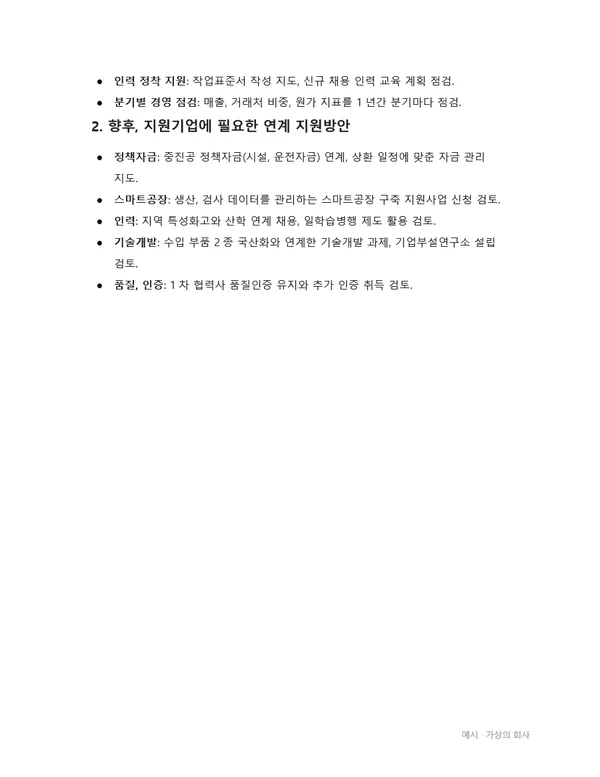 ● 인력 정착 지원: 작업표준서 작성 지도, 신규 채용 인력 교육 계획 점검.
● 분기별 경영 점검: 매출, 거래처 비중, 원가 지표를 1 년간 분기마다 점검.
2. 향후, 지원기업에 필요한 연계 지원방안
● 정책자금: 중진공 정책자금(시설, 운전자금) 연계, 상환 일정에 맞춘 자금 관리
지도.
● 스마트공장: 생산, 검사 데이터를 관리하는 스마트공장 구축 지원사업 신청 검토.
● 인력: 지역 특성화고와 산학 연계 채용, 일학습병행 제도 활용 검토.
● 기술개발: 수입 부품 2 종 국산화와 연계한 기술개발 과제, 기업부설연구소 설립
검토.
● 품질, 인증: 1 차 협력사 품질인증 유지와 추가 인증 취득 검토.
예시 · 가상의 회사